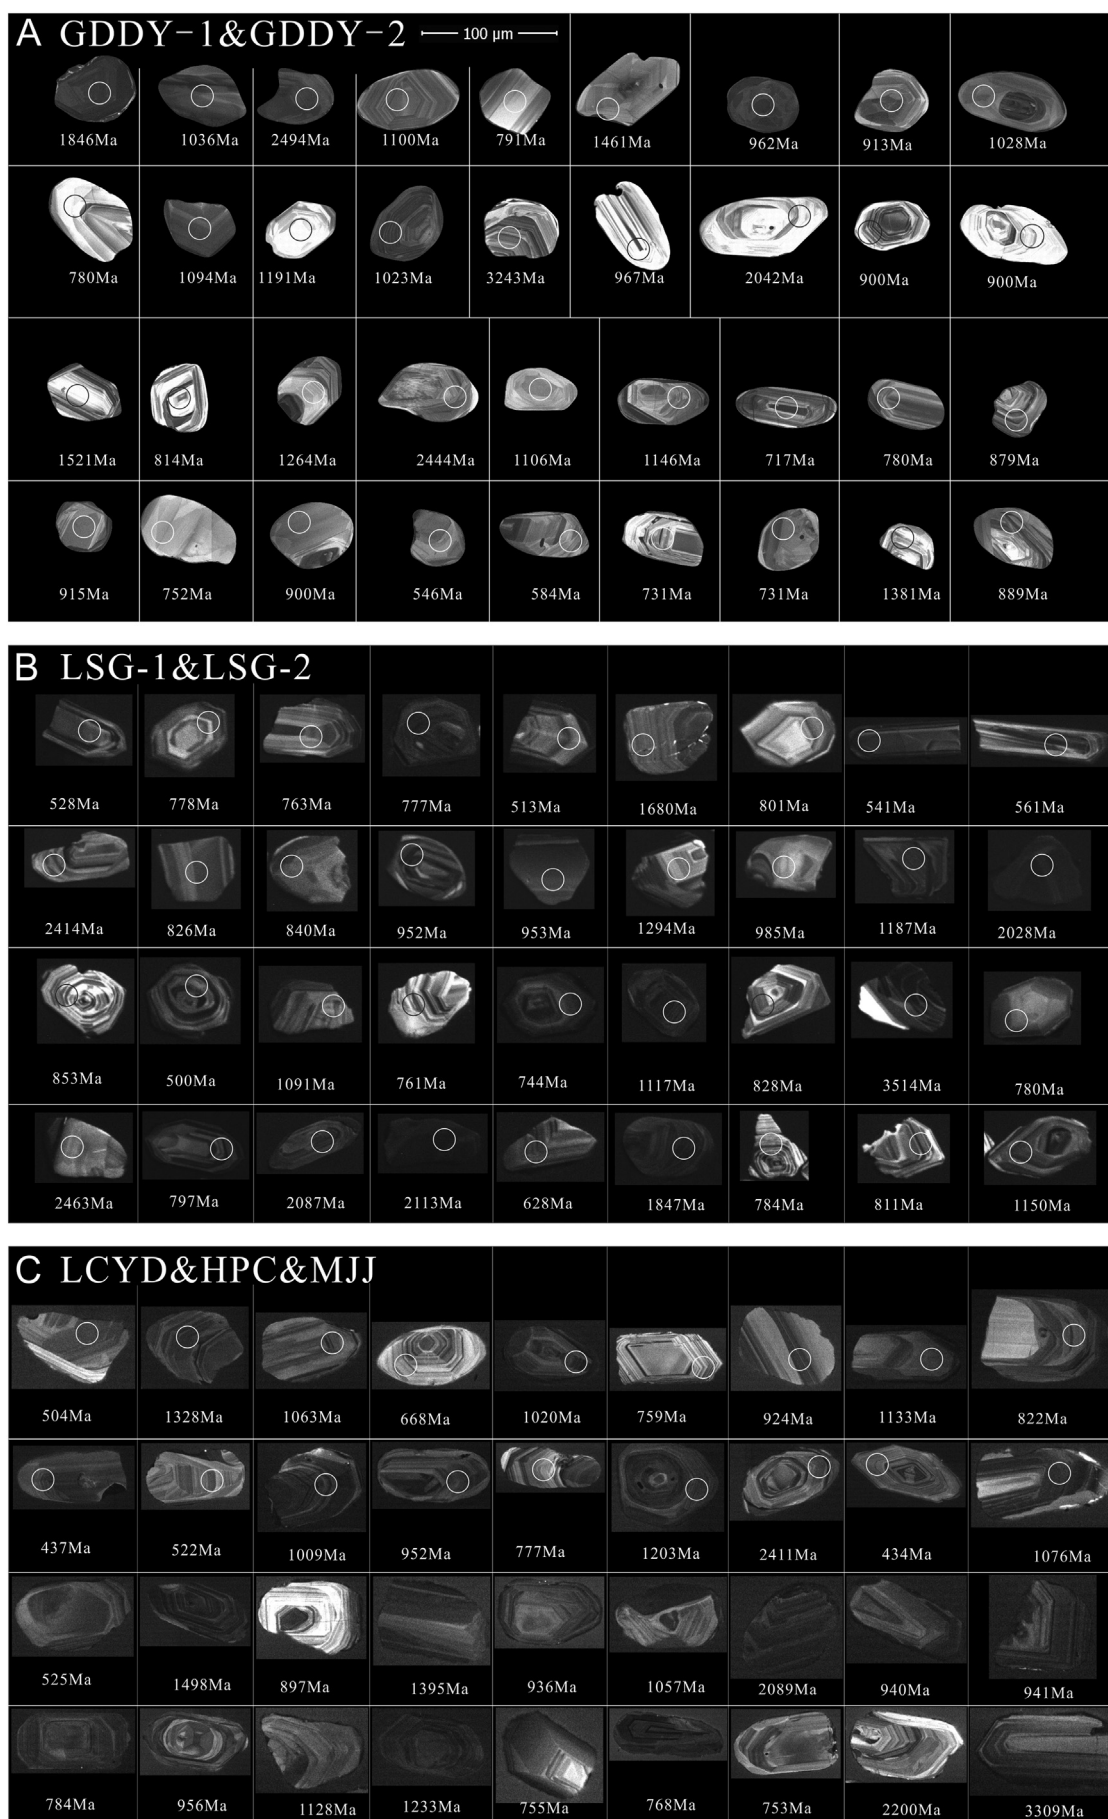 A GDDY-1&GDDY-2 100 μm
1846Ma 1036Ma 2494Ma 1100Ma 791Ma 1461Ma 962Ma 913Ma 1028Ma
780Ma 1094Ma 1191Ma 1023Ma 3243Ma 967Ma 2042Ma 900Ma 900Ma
1521Ma 814Ma 1264Ma 2444Ma 1106Ma 1146Ma 717Ma 780Ma 879Ma
915Ma 752Ma 900Ma 546Ma 584Ma 731Ma 731Ma 1381Ma 889Ma
B LSG-1&LSG-2
528Ma 778Ma 763Ma 777Ma 513Ma 1680Ma 801Ma 541Ma 561Ma
2414Ma 826Ma 840Ma 952Ma 953Ma 1294Ma 985Ma 1187Ma 2028Ma
853Ma 500Ma 1091Ma 761Ma 744Ma 1117Ma 828Ma 3514Ma 780Ma
2463Ma 797Ma 2087Ma 2113Ma 628Ma 1847Ma 784Ma 811Ma 1150Ma
C LCYD&HPC&MJJ
504Ma 1328Ma 1063Ma 668Ma 1020Ma 759Ma 924Ma 1133Ma 822Ma
437Ma 522Ma 1009Ma 952Ma 777Ma 1203Ma 2411Ma 434Ma 1076Ma
525Ma 1498Ma 897Ma 1395Ma 936Ma 1057Ma 2089Ma 940Ma 941Ma
784Ma 956Ma 1128Ma 1233Ma 755Ma 768Ma 753Ma 2200Ma 3309Ma